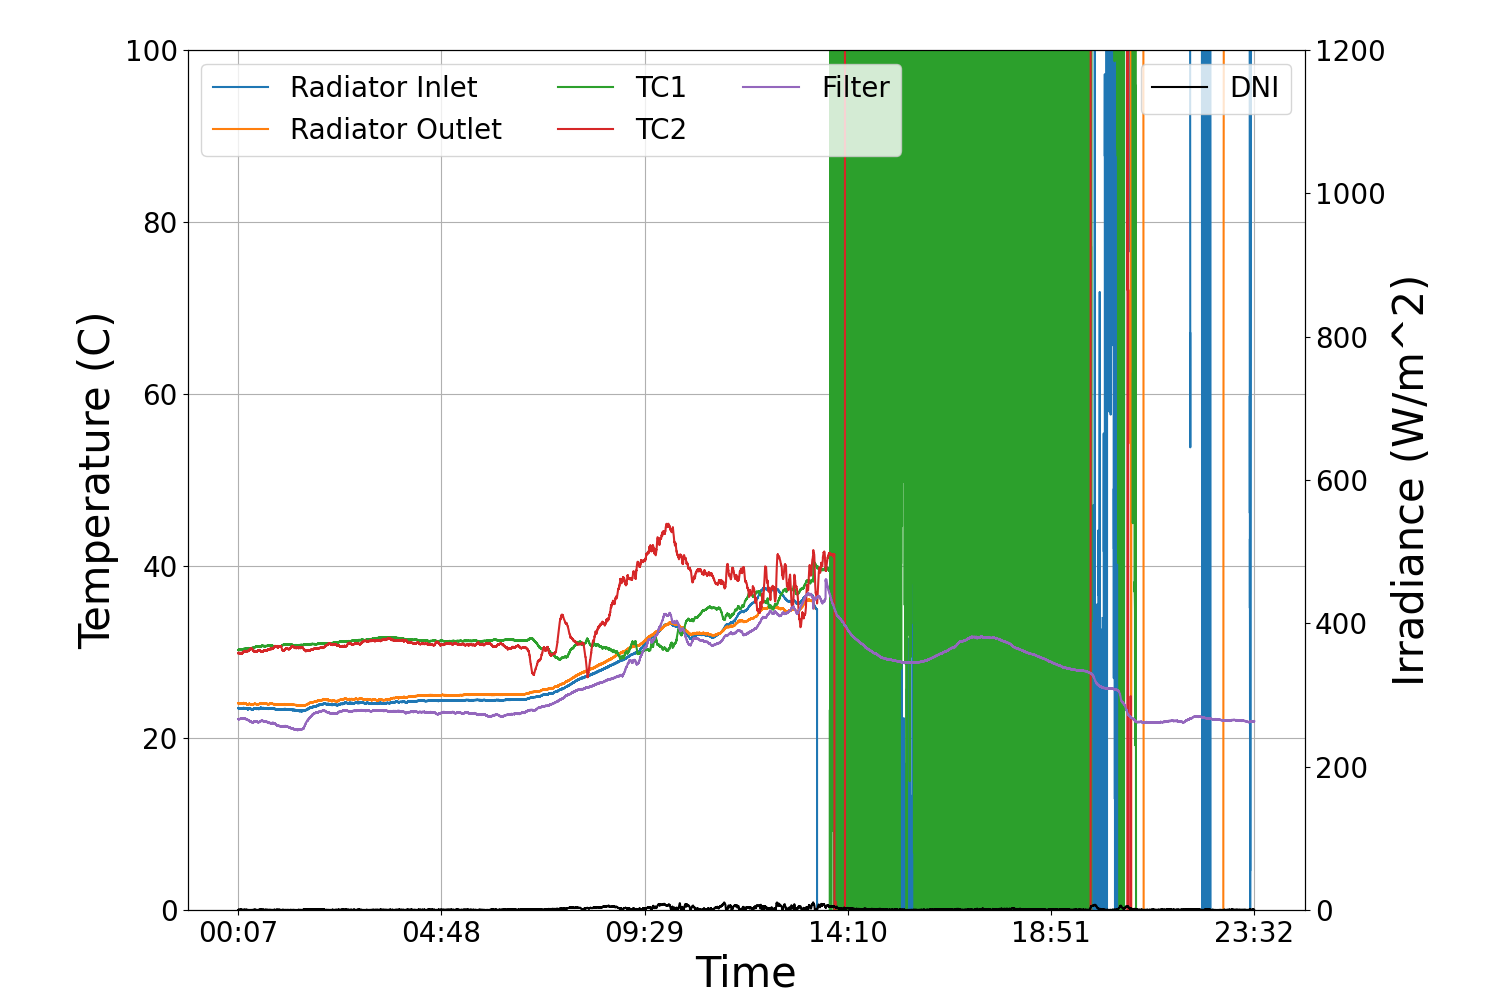 100
80
60
40
20
0
Temperature (C)
Radiator Inlet
Radiator Outlet
TC1
TC2
Filter
DNI
1200
1000
800
600
400
200
0
Irradiance (W/m^2)
00:07 04:48 09:29 14:10 18:51 23:32
Time